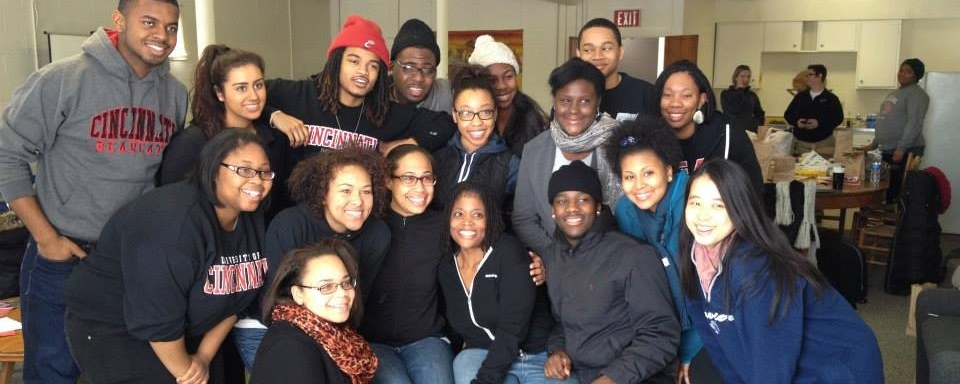 EXIT
CINCINNATI
BEARCATS
CINCINNATI
UNIVERSITY OF
CINCINNATI